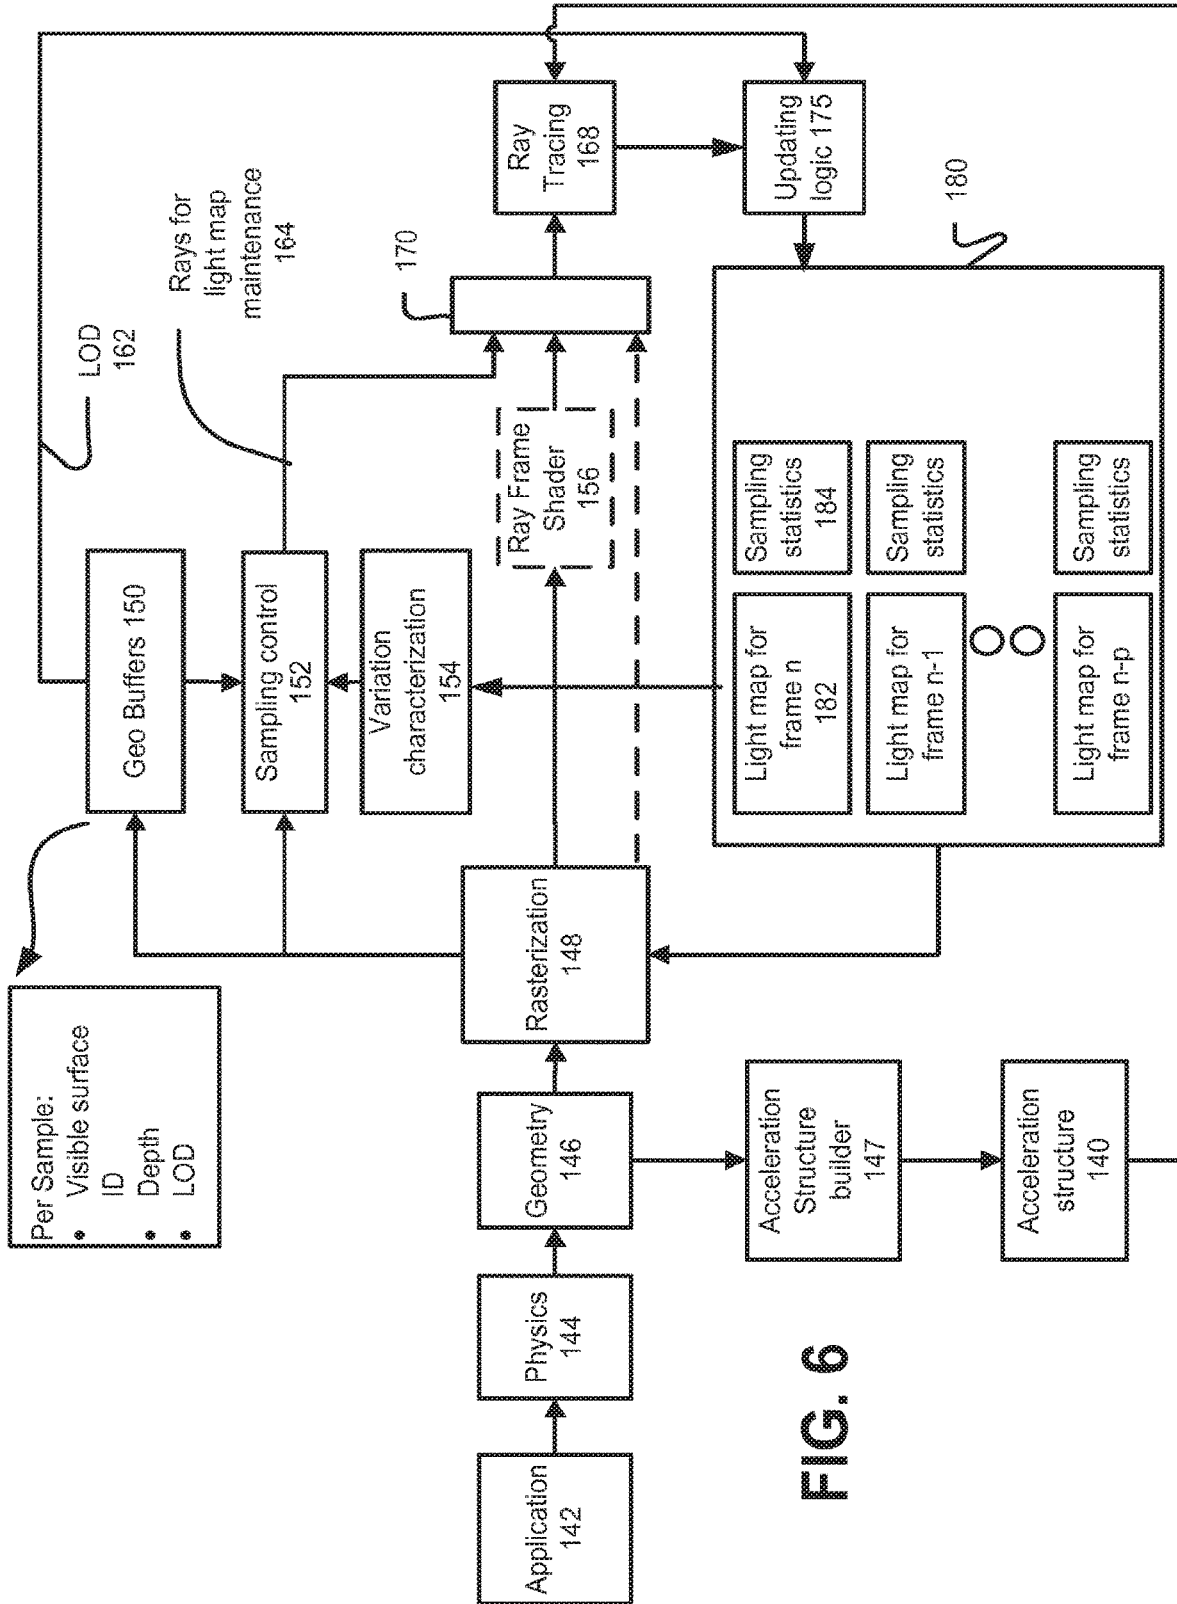 Per Sample:
• Visible surface
ID
• Depth
• LOD
LOD
162
Rays for
light map
maintenance
164
Geo Buffers 150
Sampling control
152
Variation
characterization
154
170
Ray
Tracing
168
Ray Frame
Shader
156
Updating
logic 175
180
Application
142
Physics
144
Geometry
146
Rasterization
148
Acceleration
Structure
builder
147
Acceleration
structure
140
Light map for
frame n
182
Sampling
statistics
184
Light map for
frame n-1
Sampling
statistics
Light map for
frame n-p
Sampling
statistics
FIG. 6